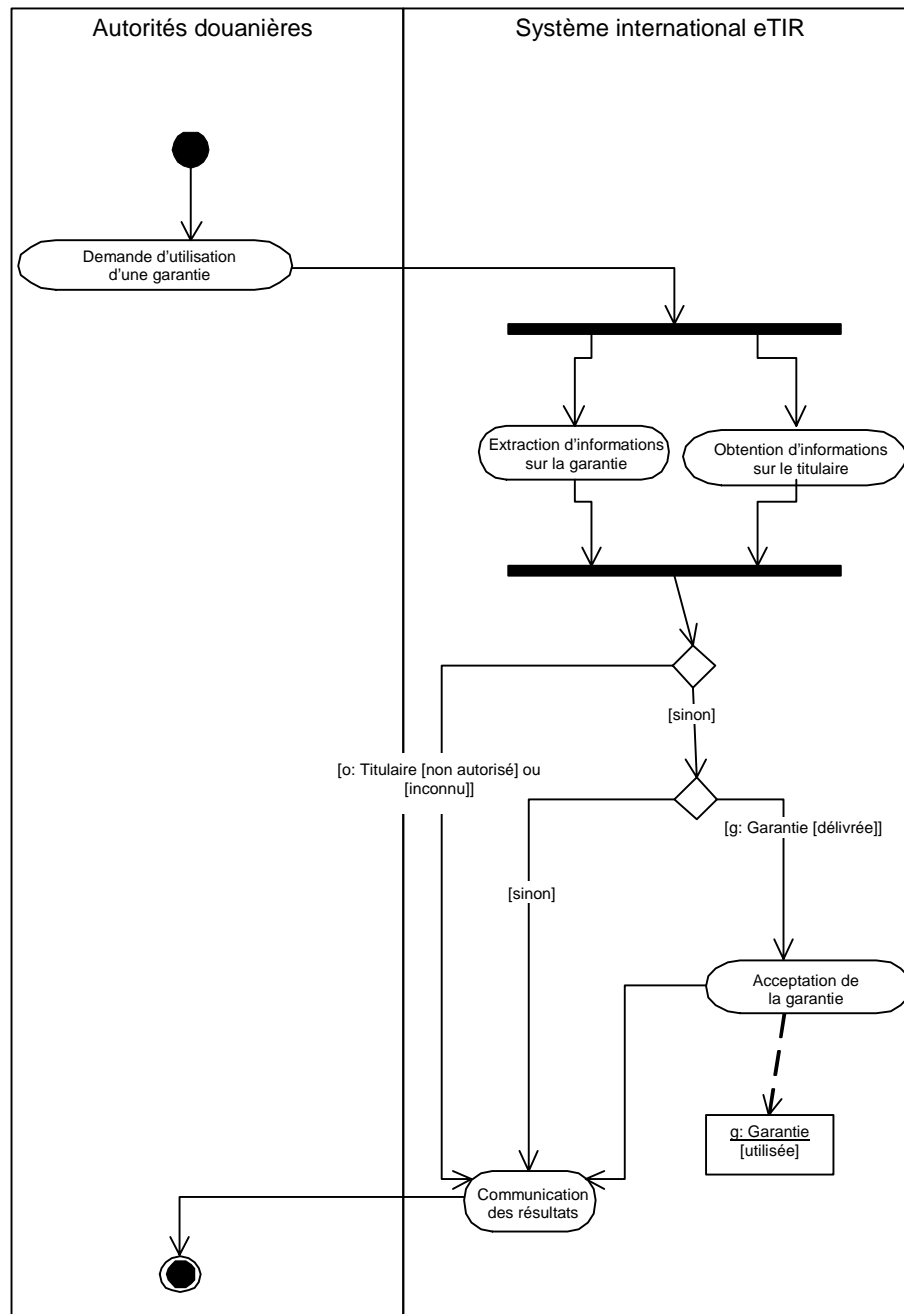 Autorités douanières
Système international eTIR
Demande d'utilisation
d'une garantie
Extraction d'informations
sur la garantie
Obtention d'informations
sur le titulaire
[sinon]
[o: Titulaire [non autorisé] ou
[inconnu]]
[g: Garantie [délivrée]]
[sinon]
Acceptation de
la garantie
g: Garantie
[utilisée]
Communication
des résultats